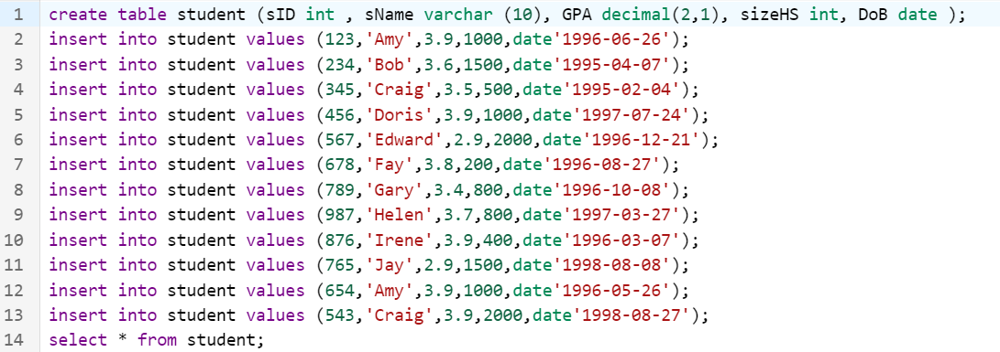 1 create table student (sID int , sName varchar (10), GPA decimal(2,1), sizeHS int, DoB date );
2 insert into student values (123,'Amy',3.9,1000,date'1996-06-26');
3 insert into student values (234,'Bob',3.6,1500,date'1995-04-07');
4 insert into student values (345,'Craig',3.5,500,date'1995-02-04');
5 insert into student values (456,'Doris',3.9,1000,date'1997-07-24');
6 insert into student values (567,'Edward',2.9,2000,date'1996-12-21');
7 insert into student values (678,'Fay',3.8,200,date'1996-08-27');
8 insert into student values (789,'Gary',3.4,800,date'1996-10-08');
9 insert into student values (987,'Helen',3.7,800,date'1997-03-27');
10 insert into student values (876,'Irene',3.9,400,date'1996-03-07');
11 insert into student values (765,'Jay',2.9,1500,date'1998-08-08');
12 insert into student values (654,'Amy',3.9,1000,date'1996-05-26');
13 insert into student values (543,'Craig',3.9,2000,date'1998-08-27');
14 select * from student;